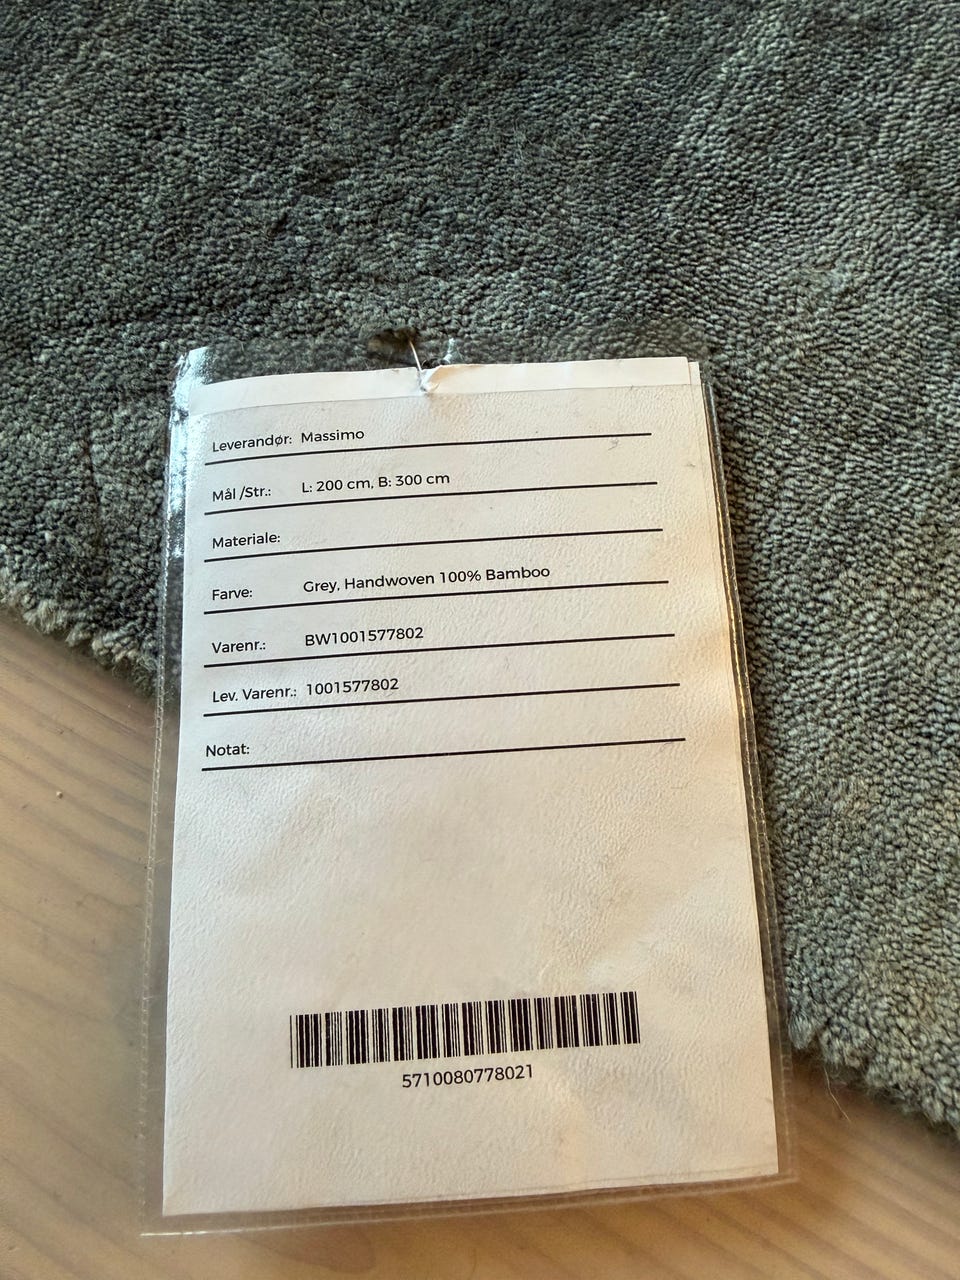 Leverandør: Massimo
Mål /Str.: L: 200 cm, B: 300 cm
Materiale:
Farve: Grey, Handwoven 100% Bamboo
Varenr.: BW1001577802
Lev. Varenr.: 1001577802
Notat:
5710080778021